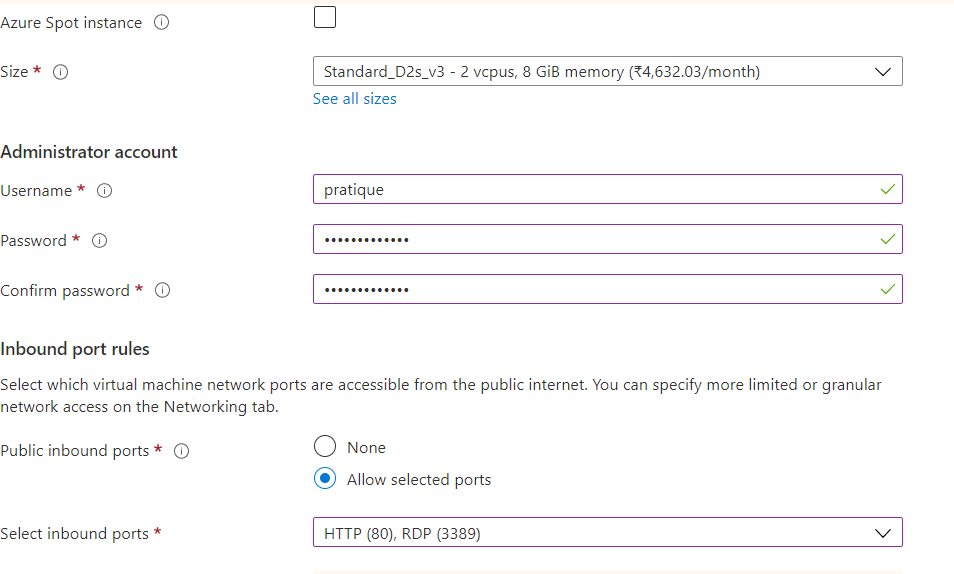 Azure Spot instance
Size *
Standard_D2s_v3 - 2 vcpus, 8 GiB memory (₹4,632.03/month)
See all sizes
Administrator account
Username *
pratique
Password *
•••••••••••••
Confirm password *
•••••••••••••
Inbound port rules
Select which virtual machine network ports are accessible from the public internet. You can specify more limited or granular
network access on the Networking tab.
Public inbound ports *
None
Allow selected ports
Select inbound ports *
HTTP (80), RDP (3389)